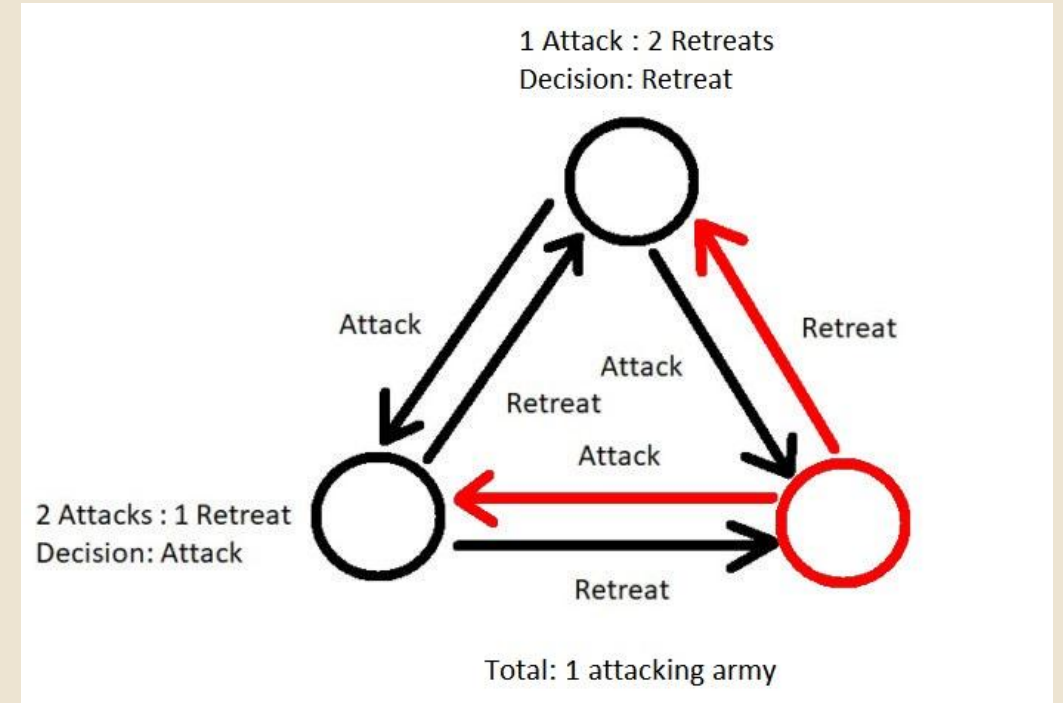 1 Attack : 2 Retreats
Decision: Retreat
Attack
Retreat
Attack
Retreat
Attack
2 Attacks : 1 Retreat
Decision: Attack
Retreat
Total: 1 attacking army